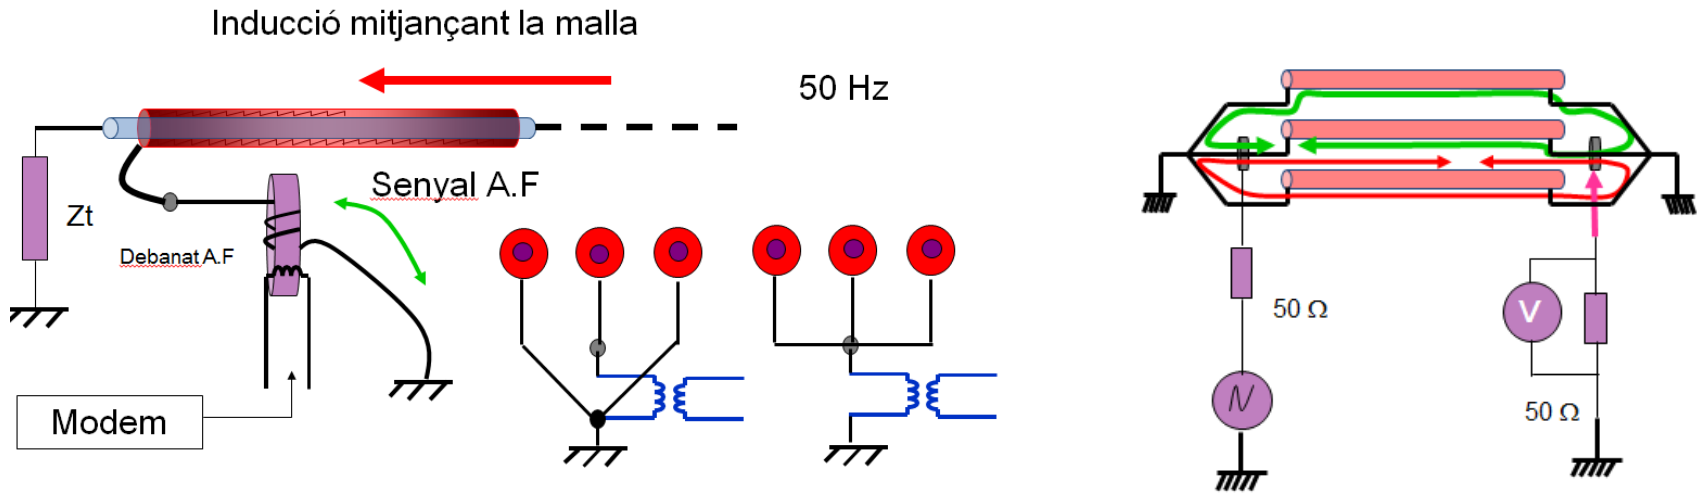 Inducció mitjançant la malla
50 Hz
Senyal A.F
Zt
Debanat A.F
Modem
50 Ω
V
N
50 Ω